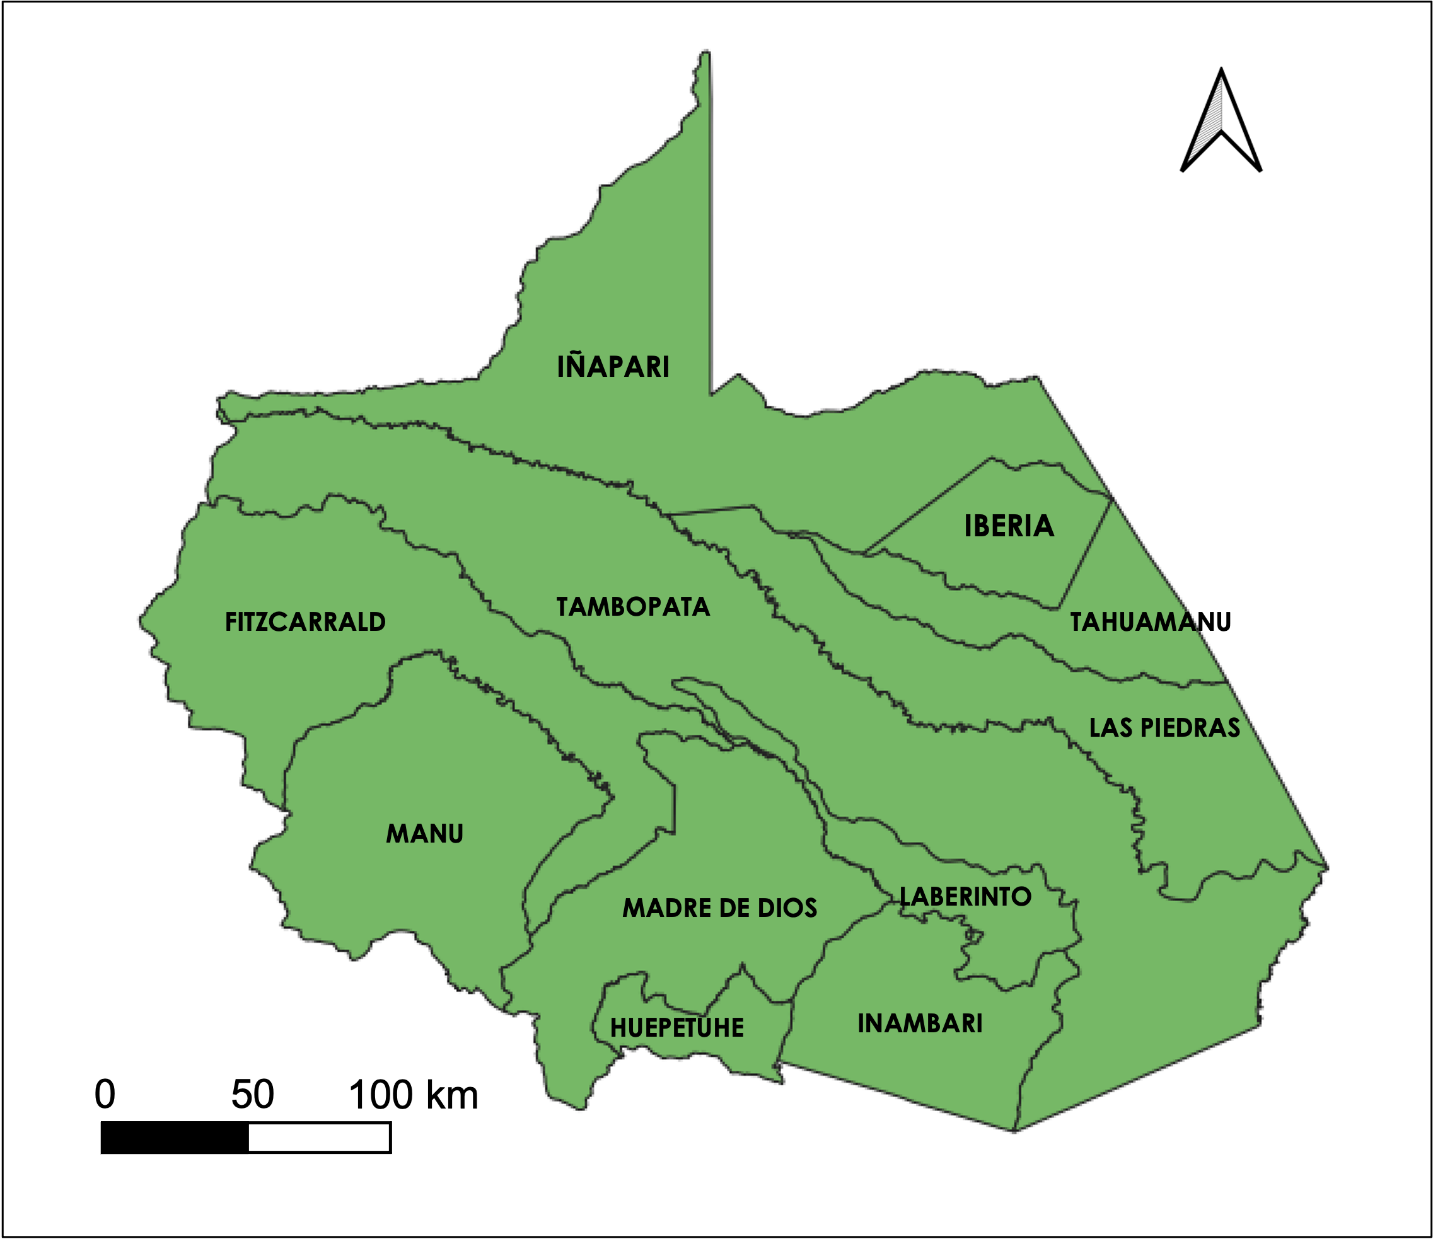 IÑAPARI
IBERIA
TAMBOPATA
FITZCARRALD
TAHUAMANU
LAS PIEDRAS
MANU
LABERINTO
MADRE DE DIOS
INAMBARI
HUEPETUHE
0 50 100 km